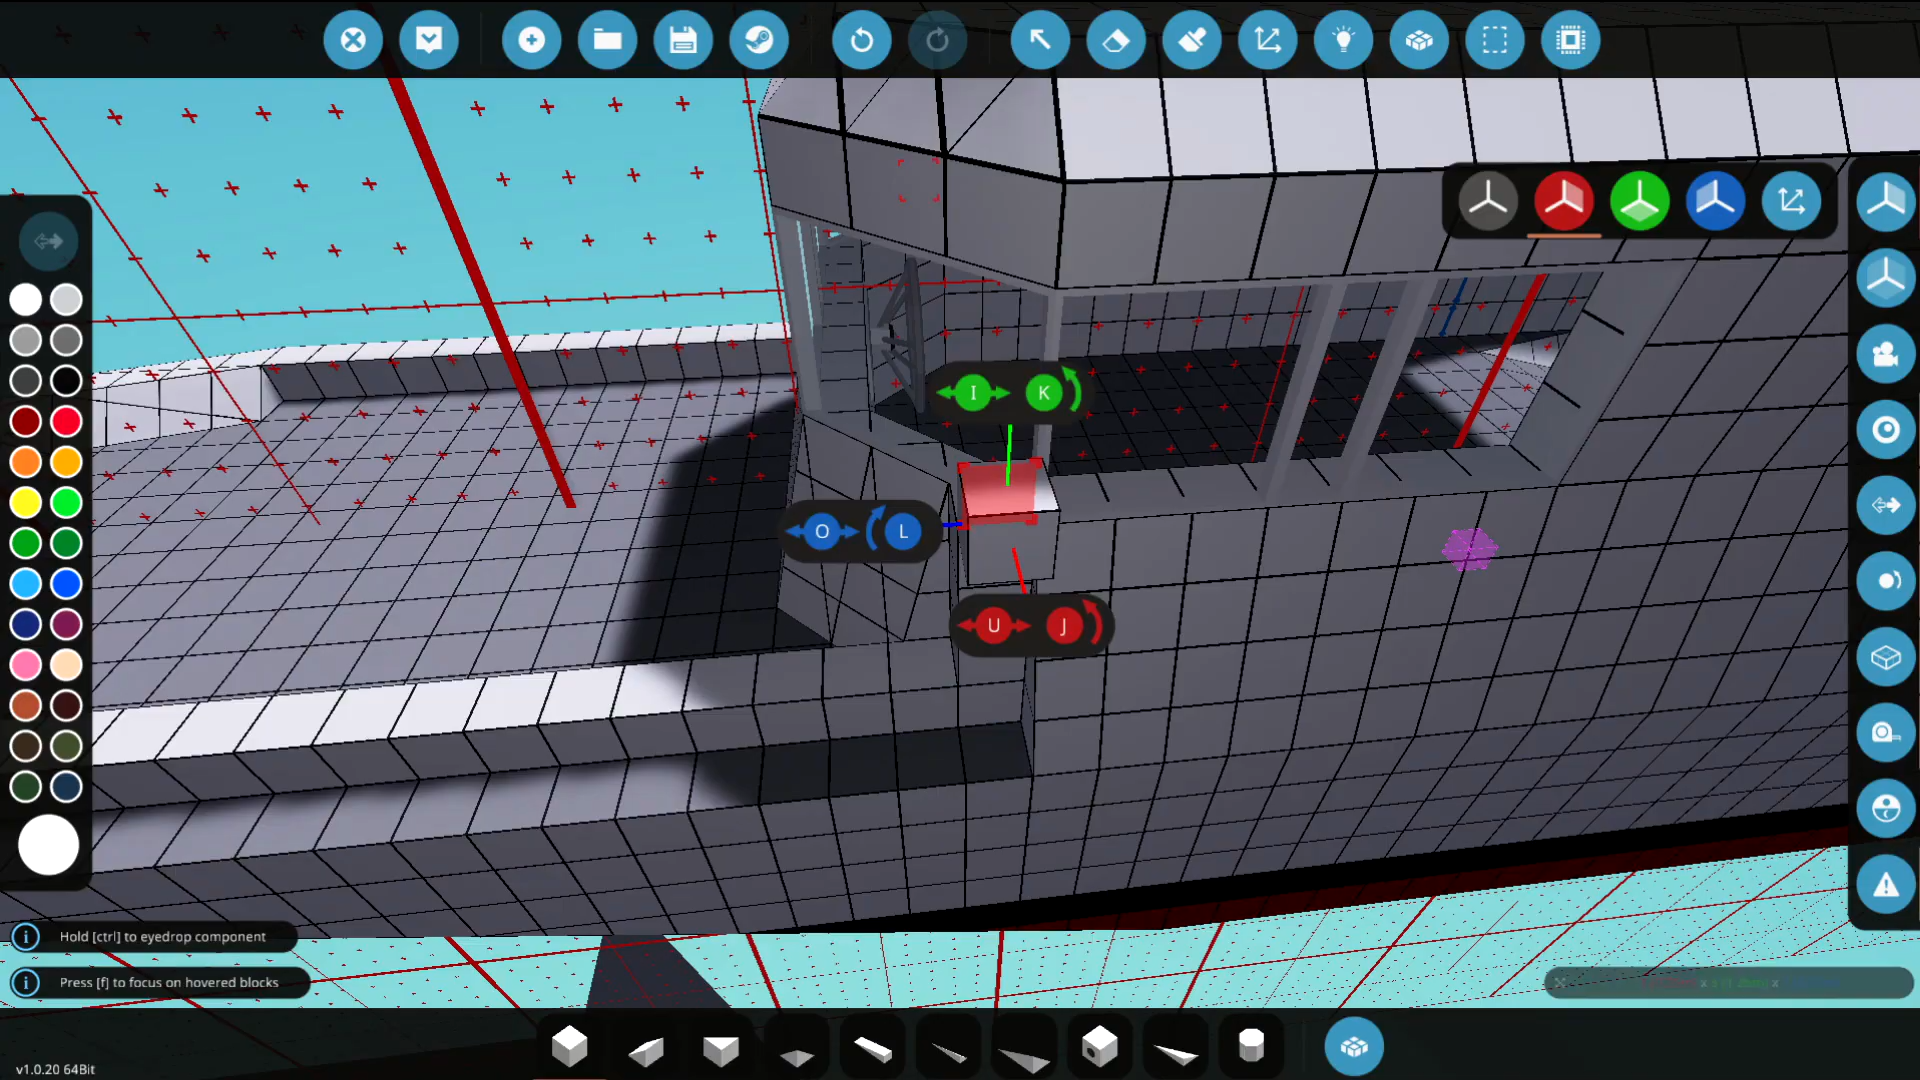 I K
O L
U J
Hold [ctrl] to eyedrop component
Press [f] to focus on hovered blocks
v1.0.20 64Bit